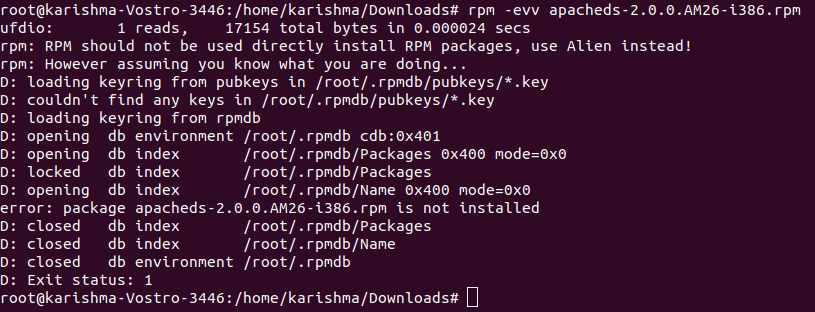 root@karishma-Vostro-3446:/home/karishma/Downloads# rpm -evv apacheds-2.0.0.AM26-i386.rpm
ufdio:       1 reads,    17154 total bytes in 0.000024 secs
rpm: RPM should not be used directly install RPM packages, use Alien instead!
rpm: However assuming you know what you are doing...
D: loading keyring from pubkeys in /root/.rpmdb/pubkeys/*.key
D: couldn't find any keys in /root/.rpmdb/pubkeys/*.key
D: loading keyring from rpmdb
D: opening  db environment /root/.rpmdb cdb:0x401
D: opening  db index       /root/.rpmdb/Packages 0x400 mode=0x0
D: locked   db index       /root/.rpmdb/Packages
D: opening  db index       /root/.rpmdb/Name 0x400 mode=0x0
error: package apacheds-2.0.0.AM26-i386.rpm is not installed
D: closed   db index       /root/.rpmdb/Packages
D: closed   db index       /root/.rpmdb/Name
D: closed   db environment /root/.rpmdb
D: Exit status: 1
root@karishma-Vostro-3446:/home/karishma/Downloads#